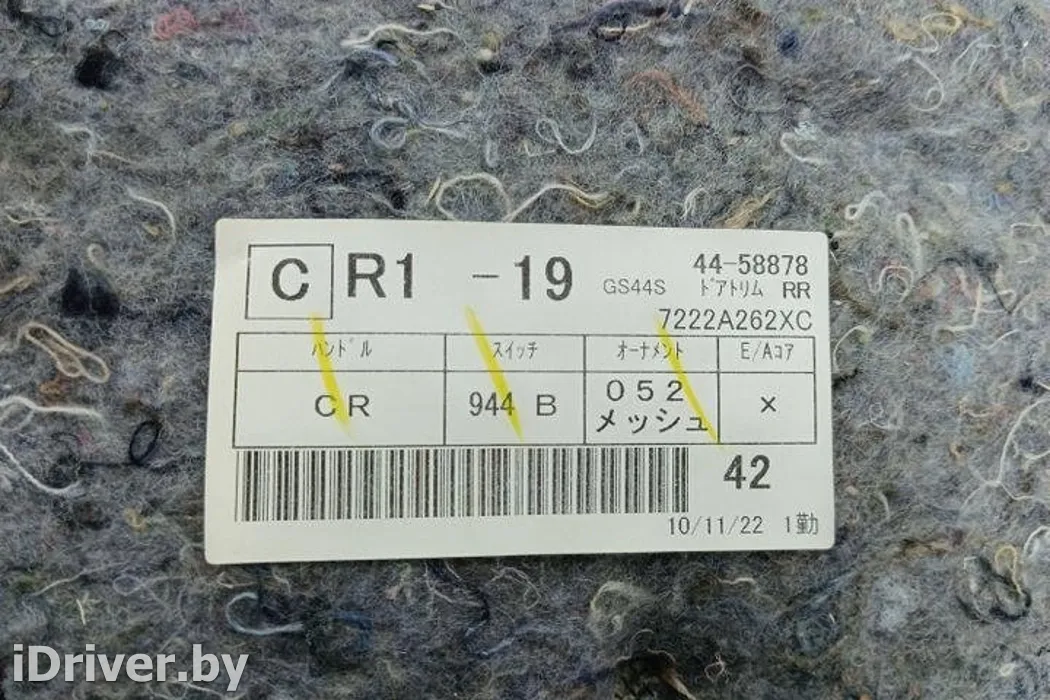 C R1 -19 GS44S 44-58878
ﾄﾞｱﾄﾘﾑ RR
7222A262XC
ﾊﾝﾄﾞﾙ ｽｲｯﾁ ｵｰﾅﾒﾝﾄ E/Aｺｱ
CR 944 B 052 メッシュ ×
42
10/11/22 1勤
iDriver.by